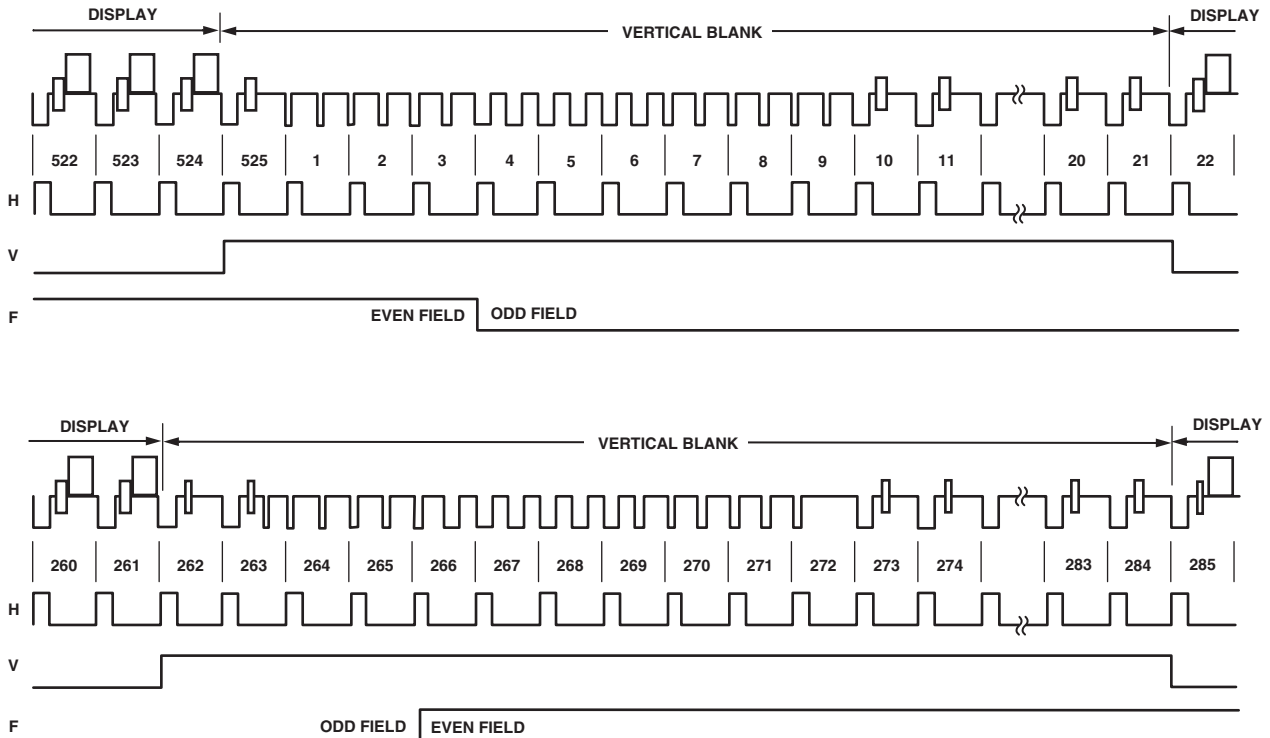 DISPLAY VERTICAL BLANK DISPLAY
522 523 524 525 1 2 3 4 5 6 7 8 9 10 11 20 21 22
H
V
F EVEN FIELD ODD FIELD
DISPLAY VERTICAL BLANK DISPLAY
260 261 262 263 264 265 266 267 268 269 270 271 272 273 274 283 284 285
H
V
F ODD FIELD EVEN FIELD